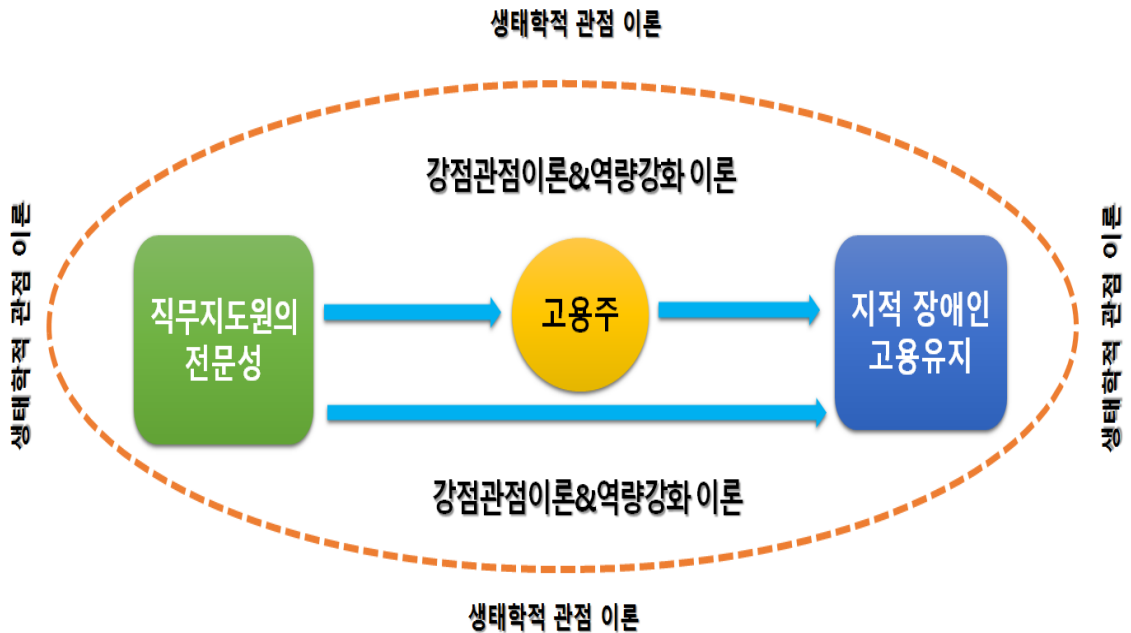 생태학적 관점 이론
강점관점이론&역량강화 이론
생태학적 관점 이론
직무지도원의
전문성
고용주
지적 장애인
고용유지
생태학적 관점 이론
강점관점이론&역량강화 이론
생태학적 관점 이론